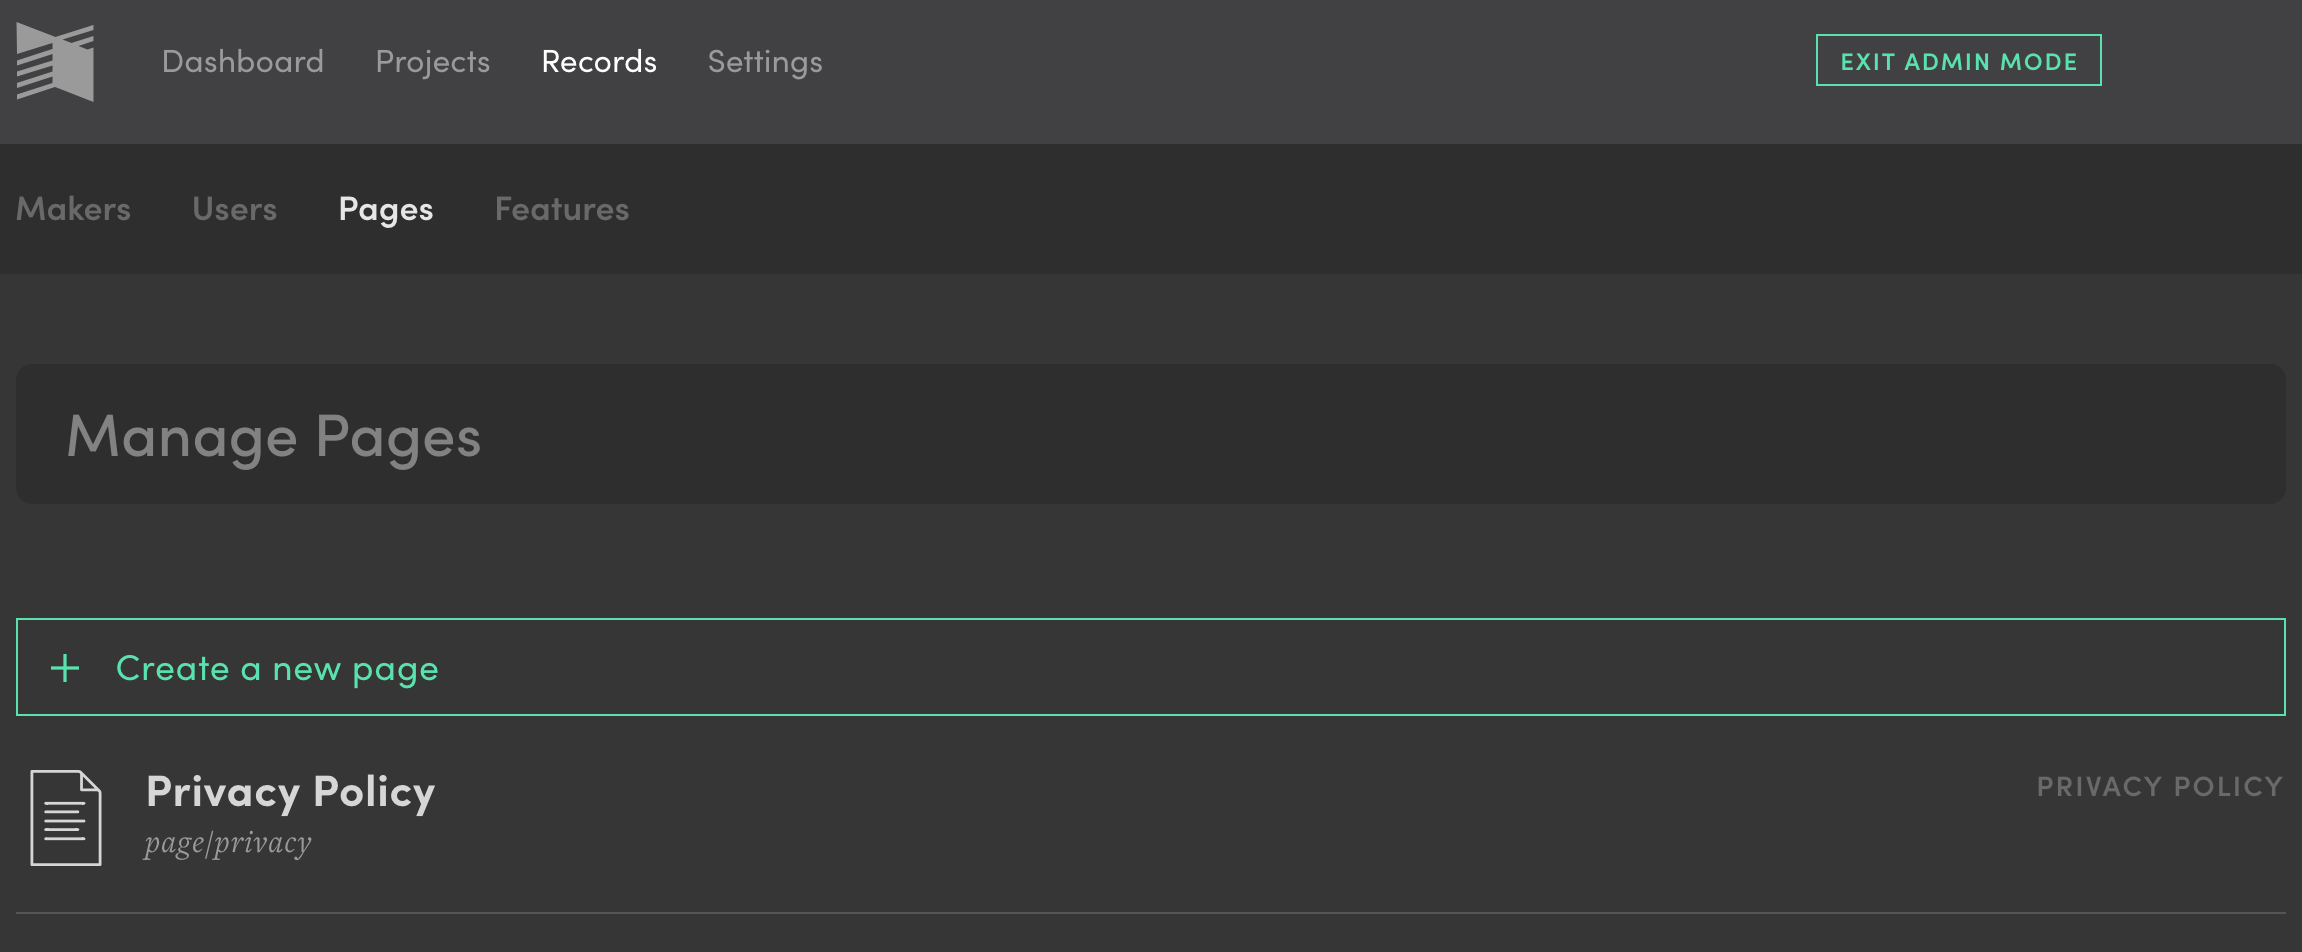 Dashboard Projects Records Settings EXIT ADMIN MODE
Makers Users Pages Features
Manage Pages
Create a new page
Privacy Policy PRIVACY POLICY
page/privacy